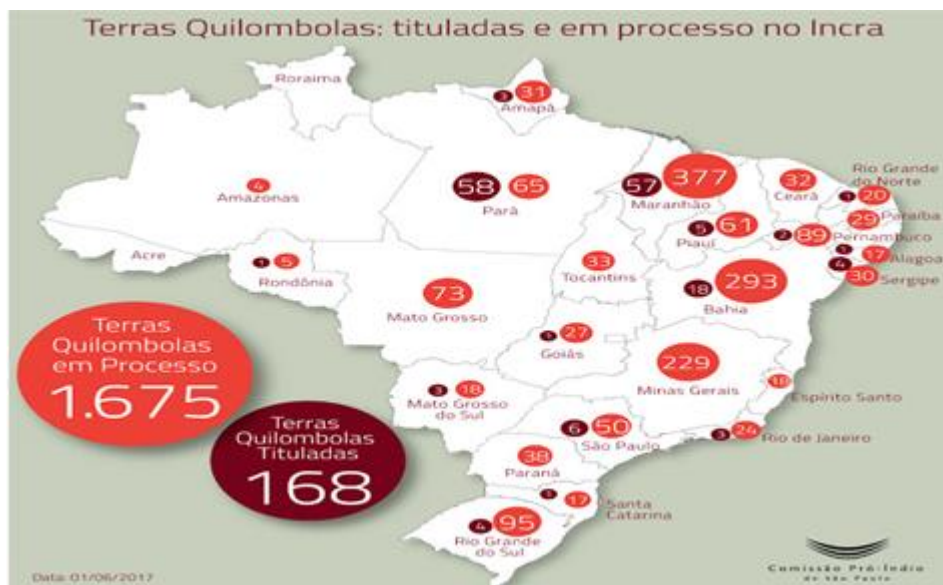 Terras Quilombolas: tituladas e em processo no Incra
Roraima
3
31
Amapá
4
Amazonas
58
65
Pará
57
377
Maranhão
32
Ceará
Rio Grande
do Norte
1
20
29
Paraíba
5
61
Piauí
2
89
Pernambuco
1
17
Alagoa
4
30
Sergipe
Acre
1
5
Rondônia
33
Tocantins
18
293
Bahia
73
Mato Grosso
27
Goiás
229
Minas Gerais
18
Espírito Santo
Terras
Quilombolas
em Processo
1.675
3
18
Mato Grosso
do Sul
6
50
São Paulo
3
24
Rio de Janeiro
Terras
Quilombolas
Tituladas
168
38
Paraná
17
Santa
Catarina
4
95
Rio Grande
do Sul
Data: 01/06/2017
Comissão Pró-Índio
de São Paulo